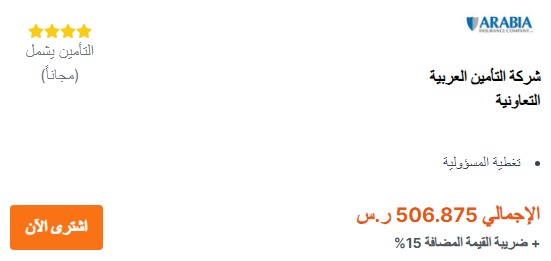 ARABIA
INSURANCE COMPANY
شركة التأمين العربية
التعاونية
تغطية المسؤولية
الإجمالي 506.875 ر.س
+ ضريبة القيمة المضافة 15%
التأمين يشمل
(مجاناً)
اشترى الآن